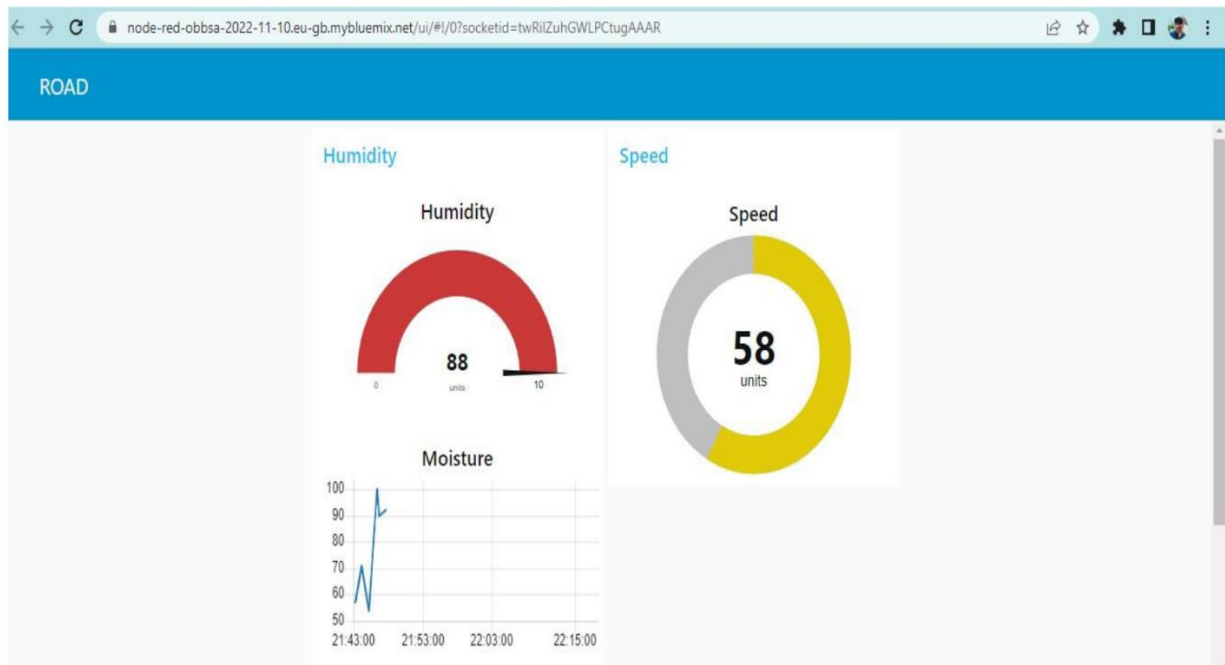 node-red-obbsa-2022-11-10.eu-gb.mybluemix.net/ui/#!/0?socketid=twRilZuhGWLPCtugAAAR
ROAD
Humidity
Humidity
88
units
0
10
Moisture
100
90
80
70
60
50
21:43:00 21:53:00 22:03:00 22:15:00
Speed
Speed
58
units